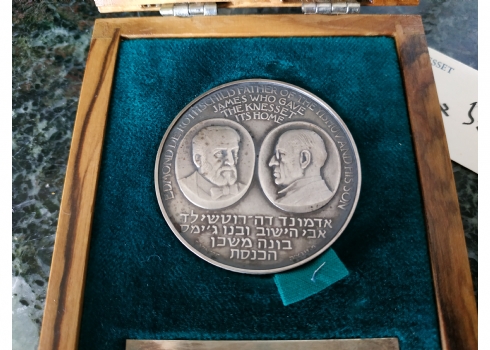 EDMOND DE ROTHSCHILD FATHER OF THE YISHUV AND HIS SON
JAMES WHO GAVE
THE KNESSET
ITS HOME
אדמונד דה-רוטשילד
אבי הישוב ובנו ג'יימס
בונה משכן
הכנסת